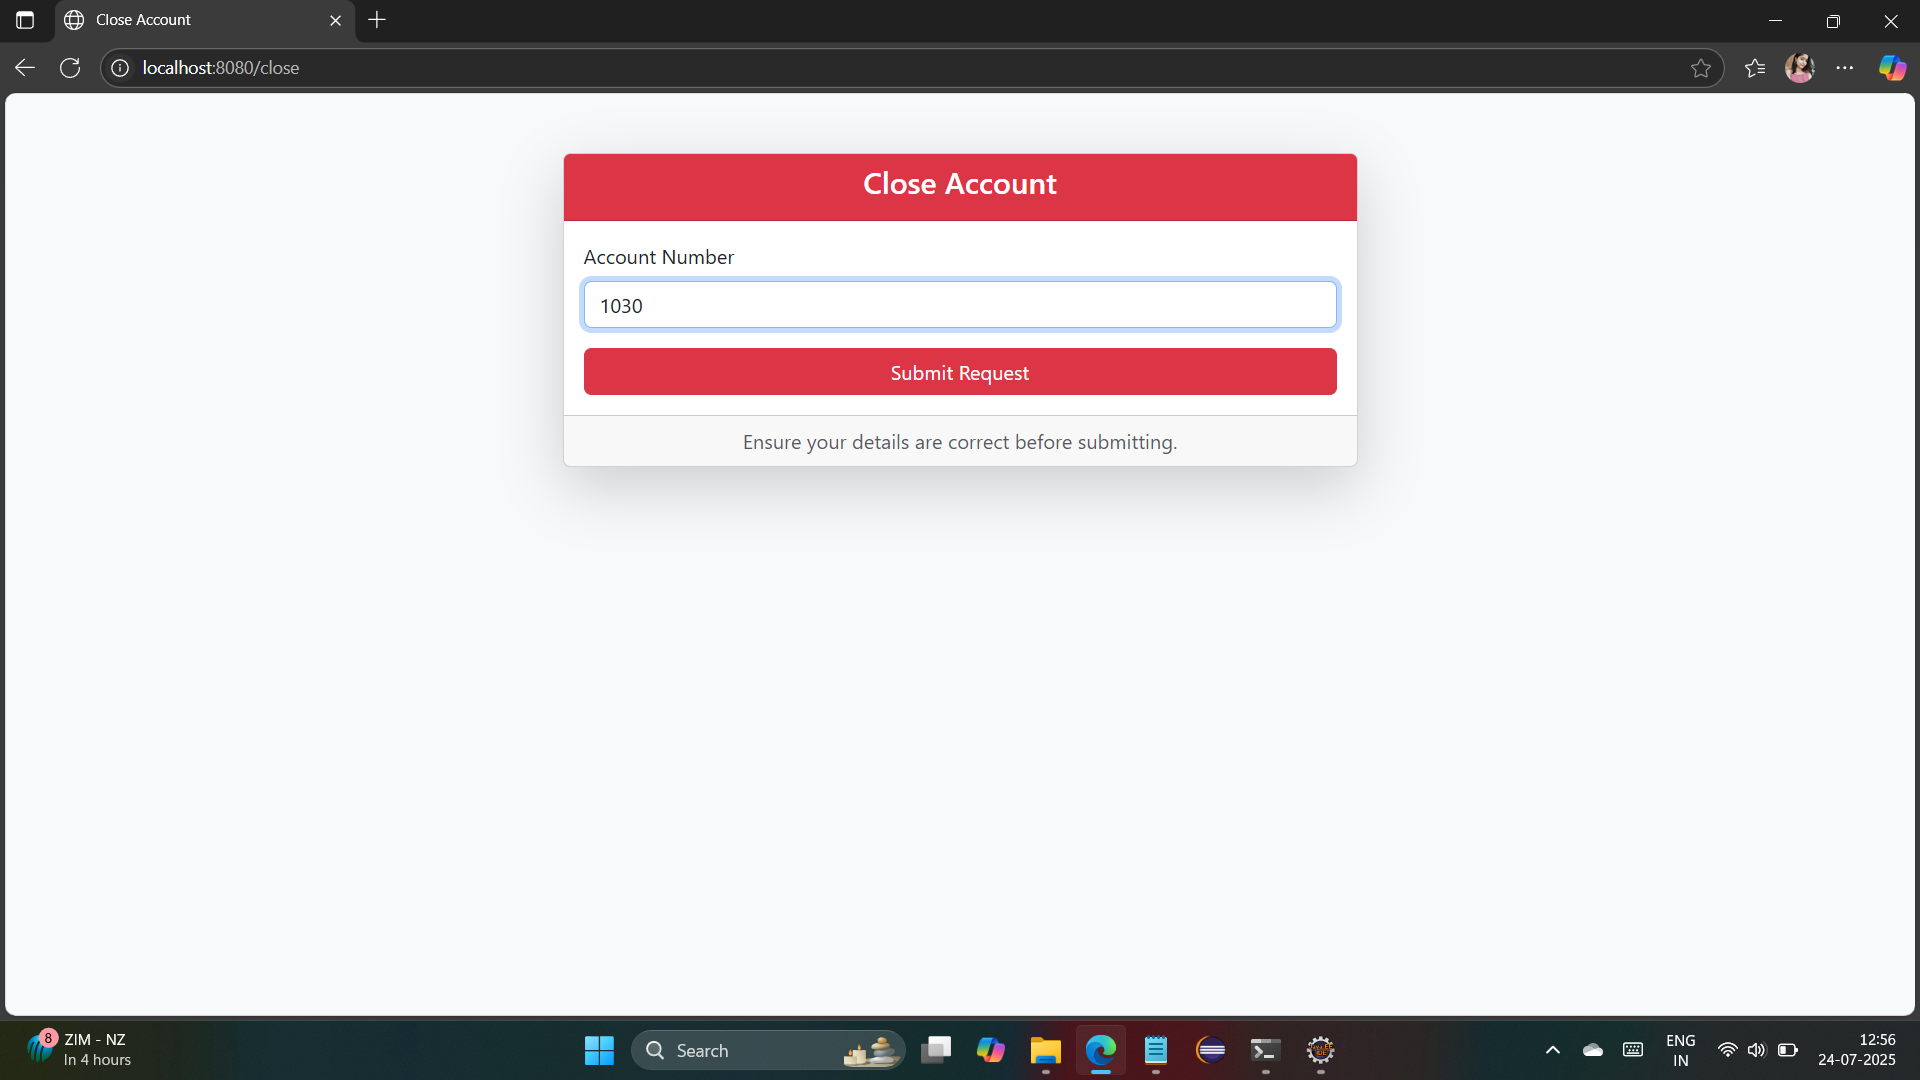 Close Account
localhost:8080/close
Close Account
Account Number
1030
Submit Request
Ensure your details are correct before submitting.
8
ZIM - NZ
In 4 hours
Search
ENG
IN
12:56
24-07-2025